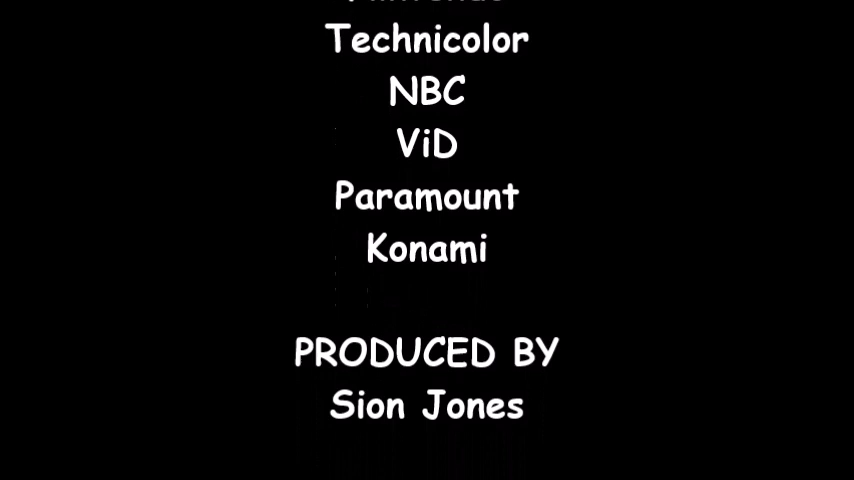 Technicolor
NBC
ViD
Paramount
Konami
PRODUCED BY
Sion Jones